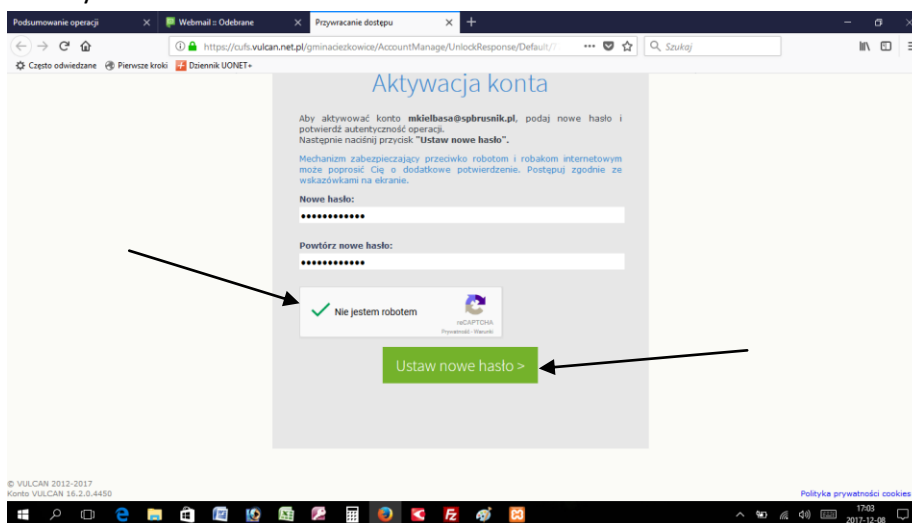 Podsumowanie operacji
Webmail :: Odebrane
Przywracanie dostępu
https://cufs.vulcan.net.pl/gminaciezkowice/AccountManage/UnlockResponse/Default/
Szukaj
Często odwiedzane
Pierwsze kroki
Dziennik UONET+
Aktywacja konta
Aby aktywować konto mkielbasa@spbrusnik.pl, podaj nowe hasło i
potwierdź autentyczność operacji.
Następnie naciśnij przycisk "Ustaw nowe hasło".
Mechanizm zabezpieczający przeciwko robotom i robakom internetowym
może poprosić Cię o dodatkowe potwierdzenie. Postępuj zgodnie ze
wskazówkami na ekranie.
Nowe hasło:
••••••••••••
Powtórz nowe hasło:
••••••••••••
Nie jestem robotem
reCAPTCHA
Prywatność - Warunki
Ustaw nowe hasło >
© VULCAN 2012-2017
Konto VULCAN 16.2.0.4450
Polityka prywatności cookies
17:03
2017-12-08